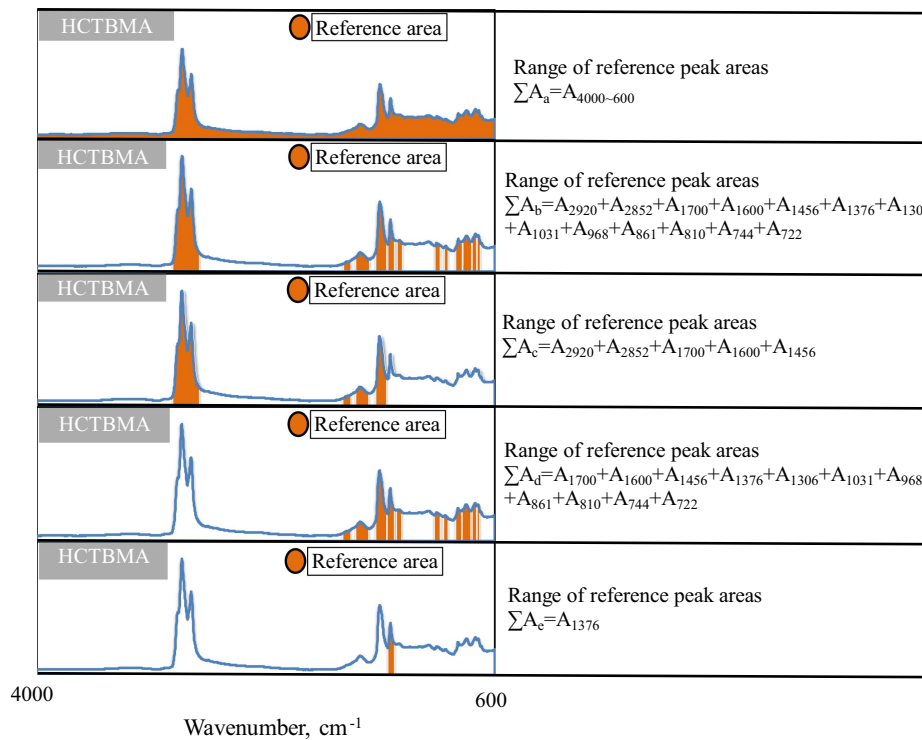 HCTBMA
Reference area
Range of reference peak areas
∑Aₐ=A₄₀₀₀~₆₀₀
HCTBMA
Reference area
Range of reference peak areas
∑A_b=A₂₉₂₀+A₂₈₅₂+A₁₇₀₀+A₁₆₀₀+A₁₄₅₆+A₁₃₇₆+A₁₃₀
+A₁₀₃₁+A₉₆₈+A₈₆₁+A₈₁₀+A₇₄₄+A₇₂₂
HCTBMA
Reference area
Range of reference peak areas
∑A_c=A₂₉₂₀+A₂₈₅₂+A₁₇₀₀+A₁₆₀₀+A₁₄₅₆
HCTBMA
Reference area
Range of reference peak areas
∑A_d=A₁₇₀₀+A₁₆₀₀+A₁₄₅₆+A₁₃₇₆+A₁₃₀₆+A₁₀₃₁+A₉₆₈
+A₈₆₁+A₈₁₀+A₇₄₄+A₇₂₂
HCTBMA
Reference area
Range of reference peak areas
∑Aₑ=A₁₃₇₆
4000
600
Wavenumber, cm⁻¹